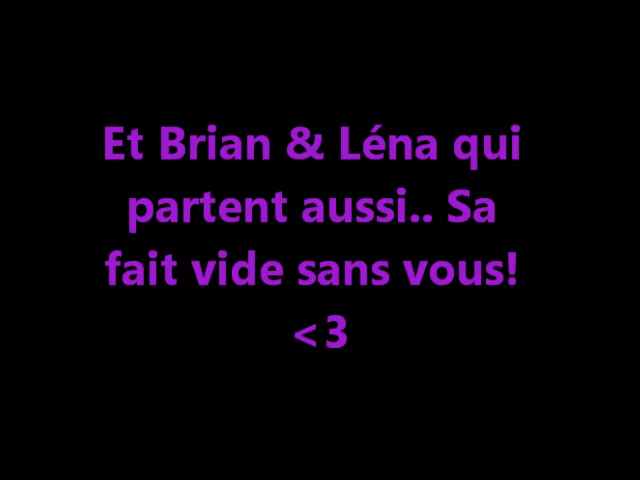 Et Brian & Léna qui
partent aussi.. Sa
fait vide sans vous!
<3